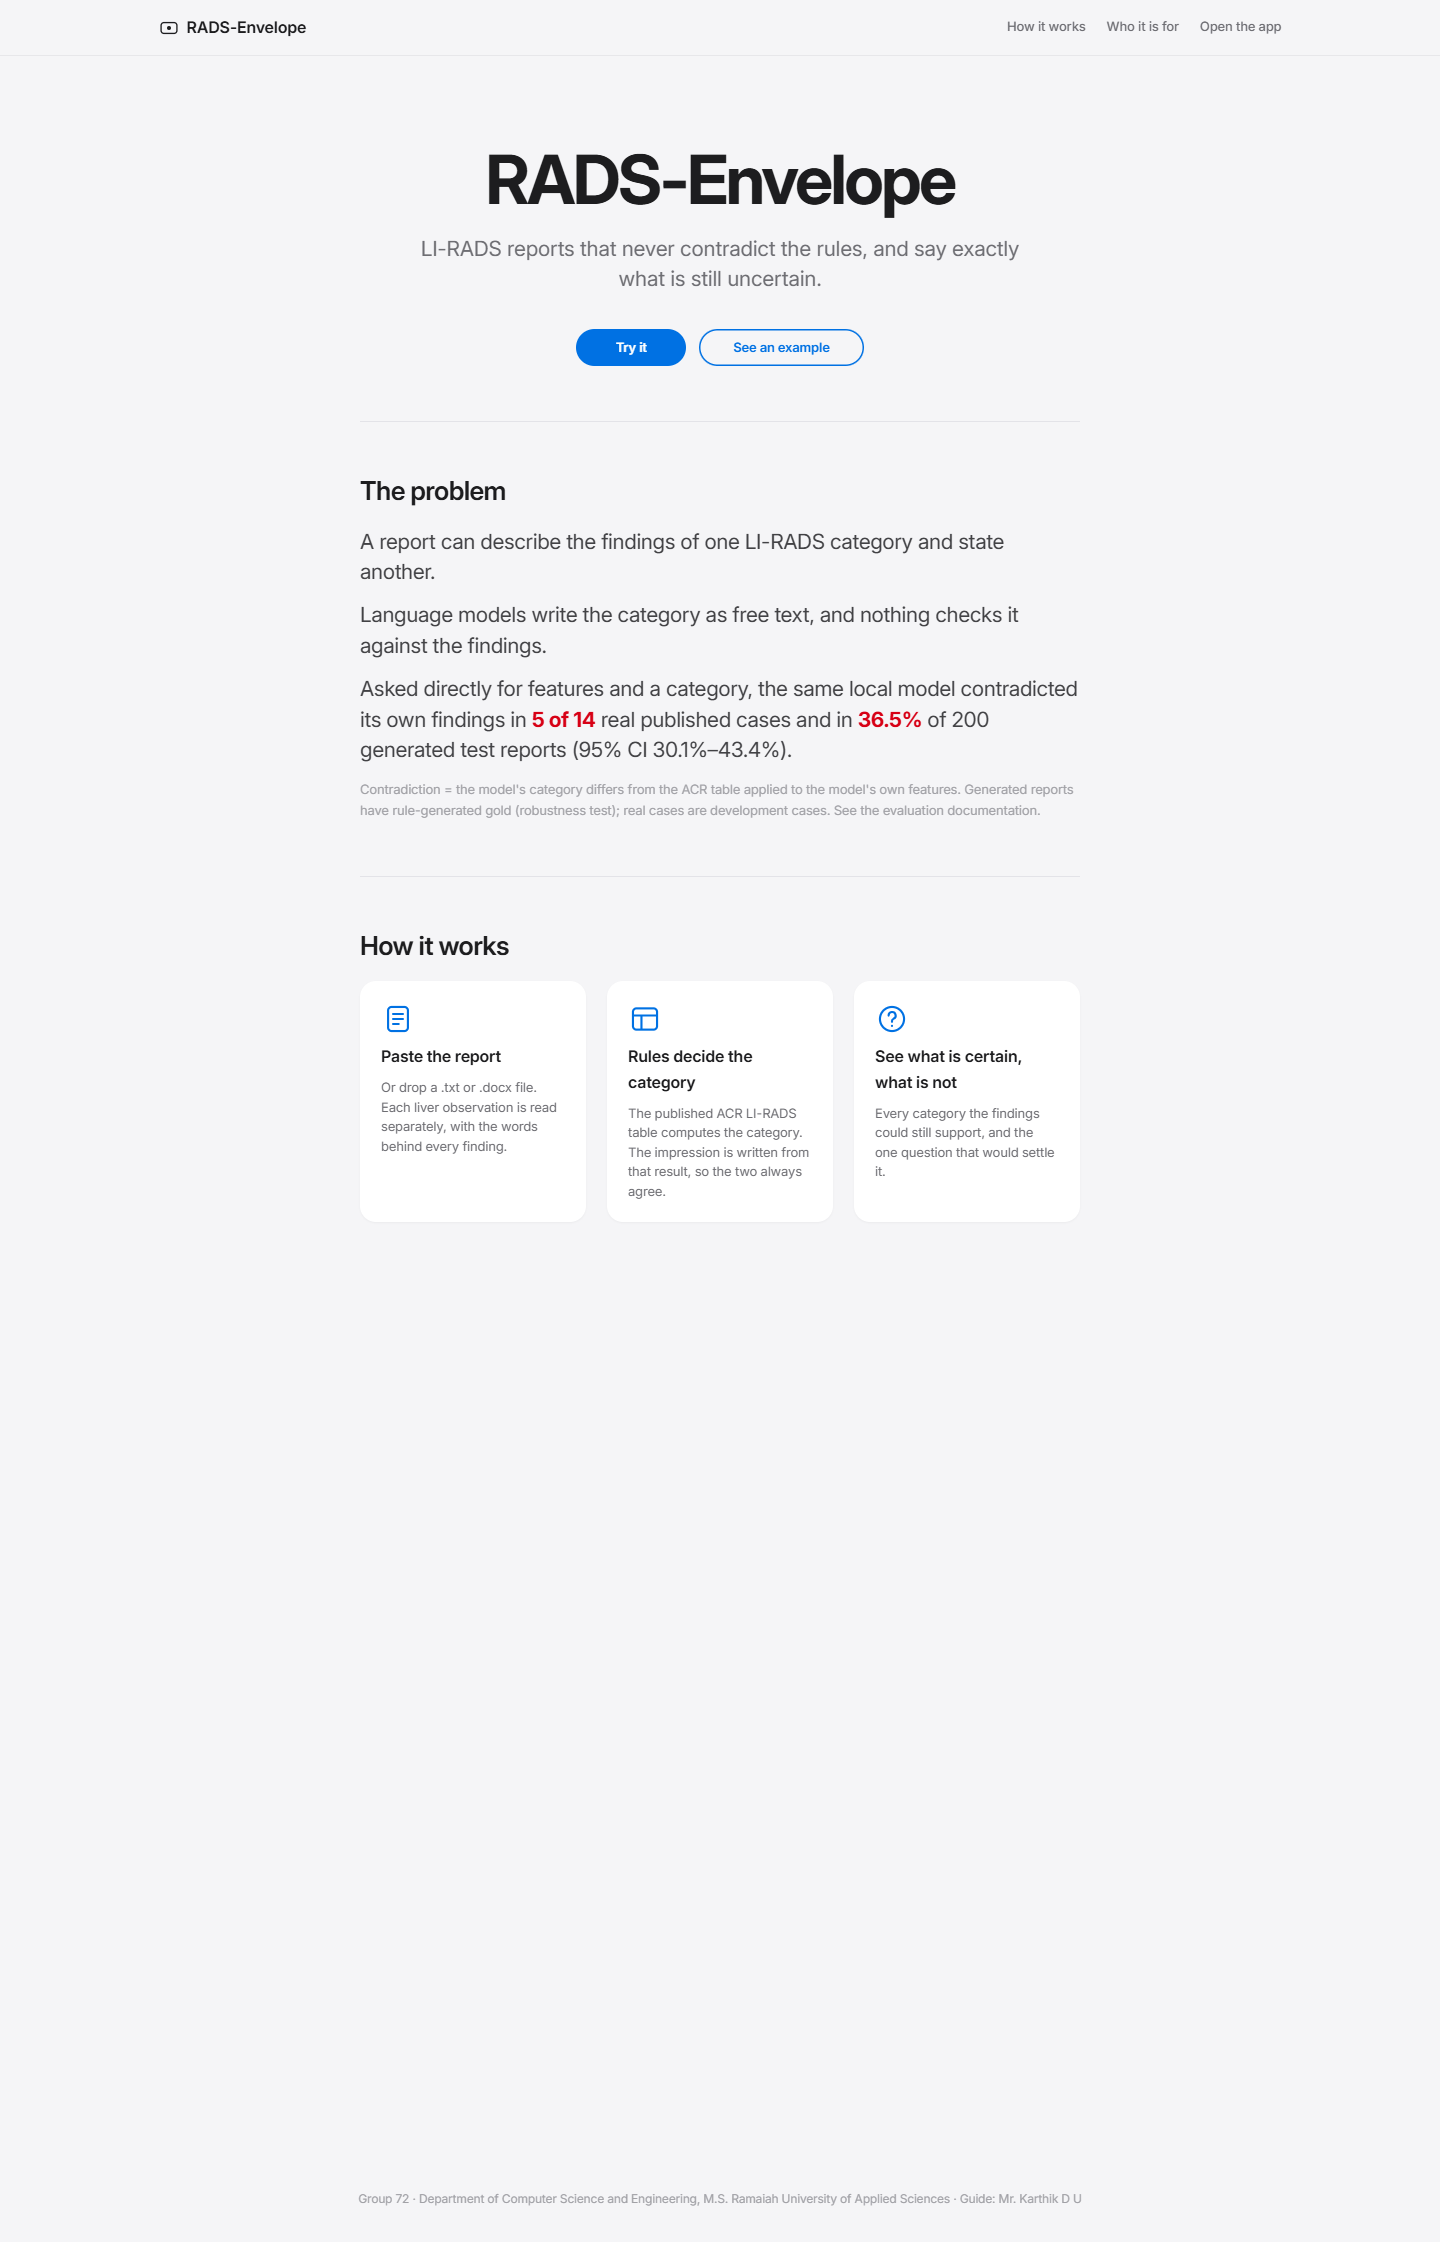 RADS-Envelope
How it works
Who it is for
Open the app
RADS-Envelope
LI-RADS reports that never contradict the rules, and say exactly
what is still uncertain.
Try it
See an example
The problem
A report can describe the findings of one LI-RADS category and state
another.
Language models write the category as free text, and nothing checks it
against the findings.
Asked directly for features and a category, the same local model contradicted
its own findings in 5 of 14 real published cases and in 36.5% of 200
generated test reports (95% CI 30.1%–43.4%).
Contradiction = the model's category differs from the ACR table applied to the model's own features. Generated reports
have rule-generated gold (robustness test); real cases are development cases. See the evaluation documentation.
How it works
Paste the report
Or drop a .txt or .docx file.
Each liver observation is read
separately, with the words
behind every finding.
Rules decide the
category
The published ACR LI-RADS
table computes the category.
The impression is written from
that result, so the two always
agree.
See what is certain,
what is not
Every category the findings
could still support, and the
one question that would settle
it.
Group 72 · Department of Computer Science and Engineering, M.S. Ramaiah University of Applied Sciences · Guide: Mr. Karthik D U